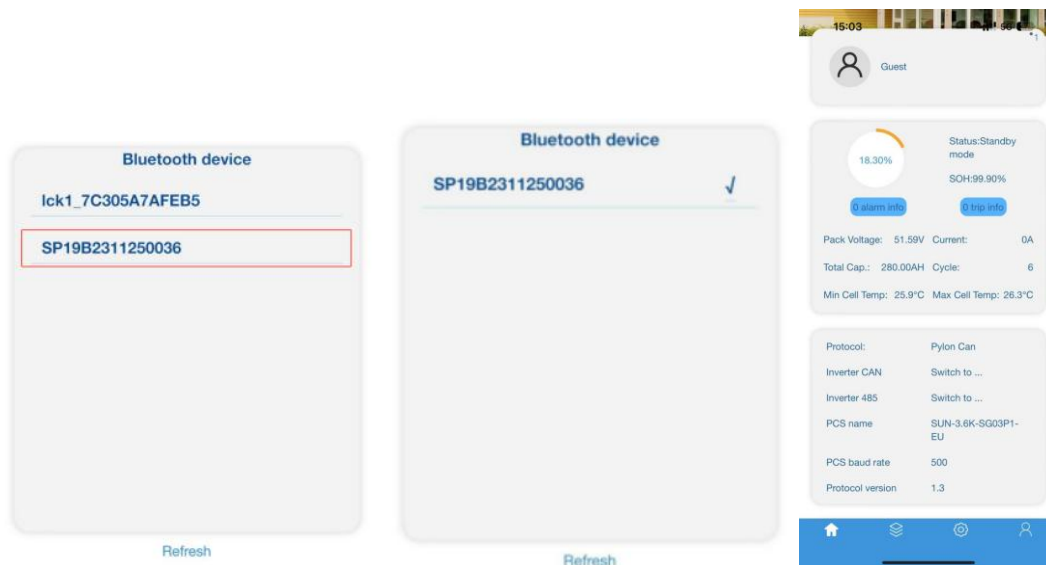 Bluetooth device
lck1_7C305A7AFEB5
SP19B2311250036
Refresh
Bluetooth device
SP19B2311250036
Refresh
15:03
5G
Guest
18.30%
Status:Standby
mode
SOH:99.90%
0 alarm info
0 trip info
Pack Voltage: 51.59V Current: 0A
Total Cap.: 280.00AH Cycle: 6
Min Cell Temp: 25.9°C Max Cell Temp: 26.3°C
Protocol: Pylon Can
Inverter CAN Switch to ...
Inverter 485 Switch to ...
PCS name SUN-3.6K-SG03P1-
EU
PCS baud rate 500
Protocol version 1.3